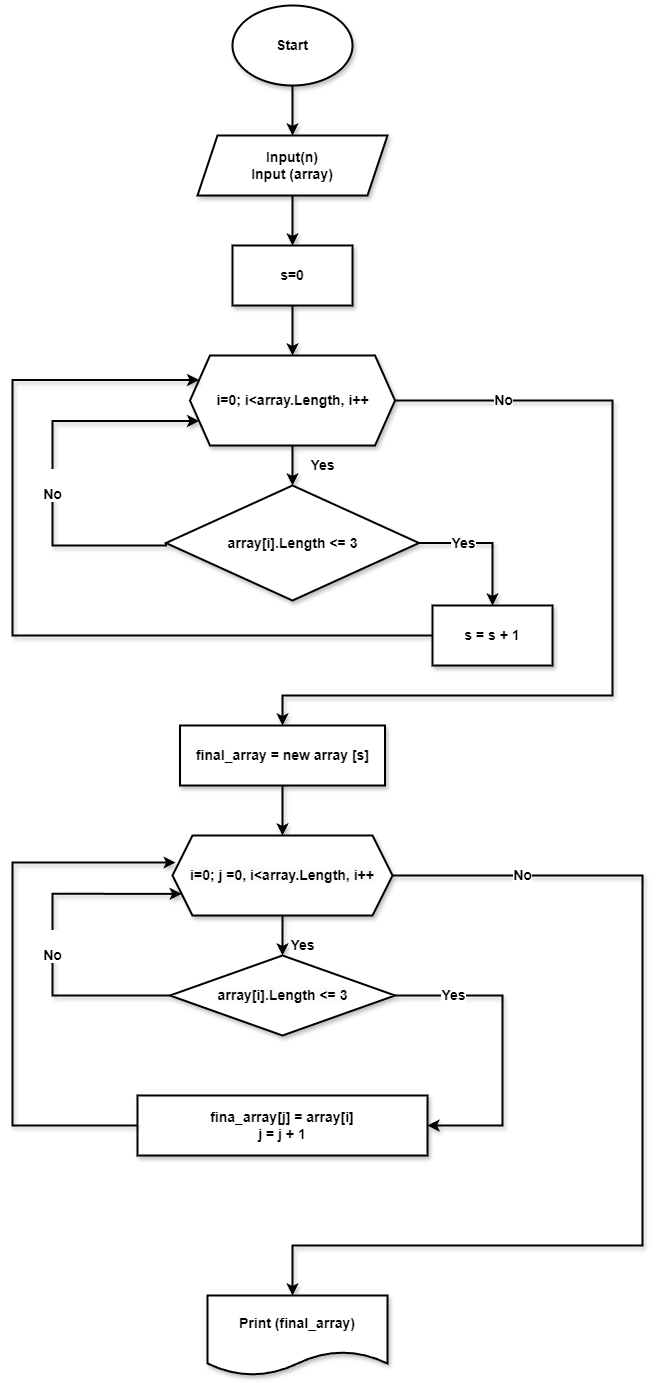 Start
Input(n)
Input (array)
s=0
i=0; i<array.Length, i++
No
Yes
No
array[i].Length <= 3
Yes
s = s + 1
final_array = new array [s]
i=0; j =0, i<array.Length, i++
No
Yes
No
array[i].Length <= 3
Yes
fina_array[j] = array[i]
j = j + 1
Print (final_array)